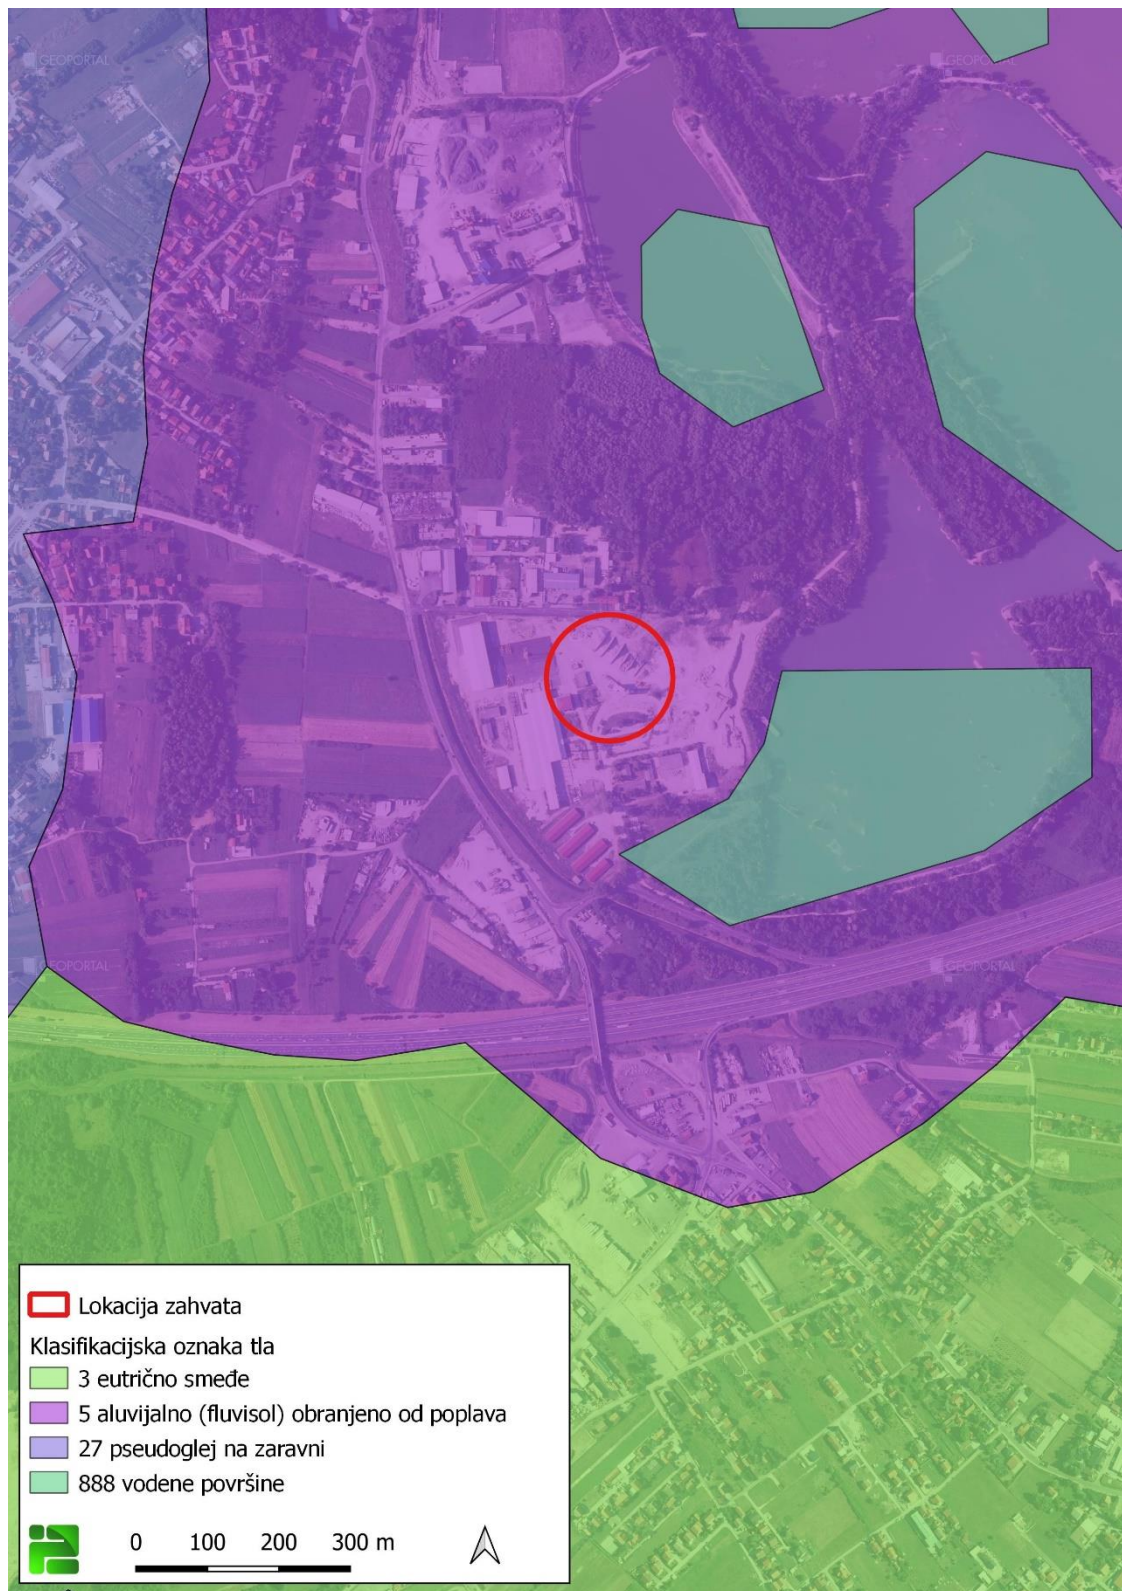 GEOPORTAL
GEOPORTAL
GEOPORTAL
GEOPORTAL
Lokacija zahvata
Klasifikacijska oznaka tla
3 eutrično smeđe
5 aluvijalno (fluvisol) obranjeno od poplava
27 pseudoglej na zaravni
888 vodene površine
0 100 200 300 m